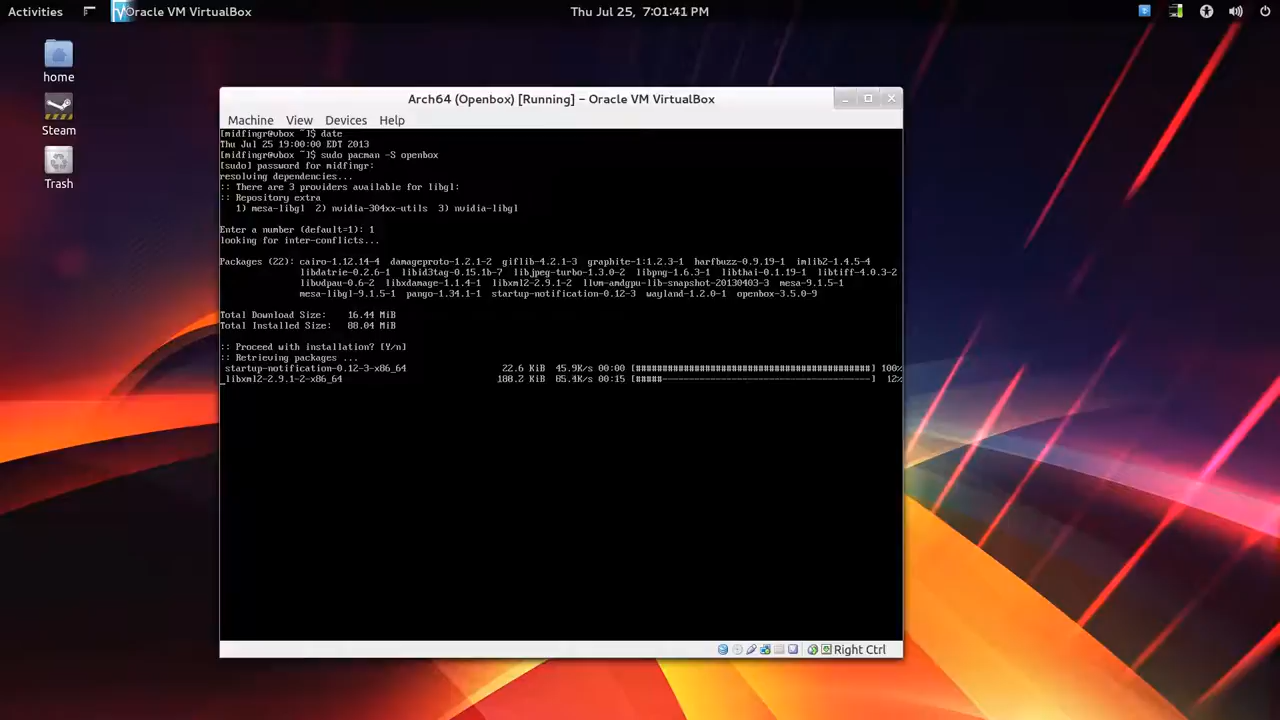 Activities
Oracle VM VirtualBox
Thu Jul 25, 7:01:41 PM
home
Steam
Trash
Arch64 (Openbox) [Running] – Oracle VM VirtualBox
Machine View Devices Help
[midfingr@vbox ~]$ date
Thu Jul 25 19:00:00 EDT 2013
[midfingr@vbox ~]$ sudo pacman -S openbox
[sudo] password for midfingr:
resolving dependencies...
:: There are 3 providers available for libgl:
:: Repository extra
1) mesa-libgl 2) nvidia-304xx-utils 3) nvidia-libgl
Enter a number (default=1): 1
looking for inter-conflicts...
Packages (22): cairo-1.12.14-4 damageproto-1.2.1-2 giflib-4.2.1-3 graphite-1:1.2.3-1 harfbuzz-0.9.19-1 imlib2-1.4.5-4
libdatrie-0.2.6-1 libid3tag-0.15.1b-7 libjpeg-turbo-1.3.0-2 libpng-1.6.3-1 libthai-0.1.19-1 libtiff-4.0.3-2
libvdpau-0.6-2 libxdamage-1.1.4-1 libxml2-2.9.1-2 llvm-amdgpu-lib-snapshot-20130403-3 mesa-9.1.5-1
mesa-libgl-9.1.5-1 pango-1.34.1-1 startup-notification-0.12-3 wayland-1.2.0-1 openbox-3.5.0-9
Total Download Size: 16.44 MiB
Total Installed Size: 88.04 MiB
:: Proceed with installation? [Y/n]
:: Retrieving packages ...
startup-notification-0.12-3-x86_64 22.6 KiB 45.9K/s 00:00 [###########################################] 100%
libxml2-2.9.1-2-x86_64 188.2 KiB 65.4K/s 00:15 [#####--------------------------------------] 12%
Right Ctrl